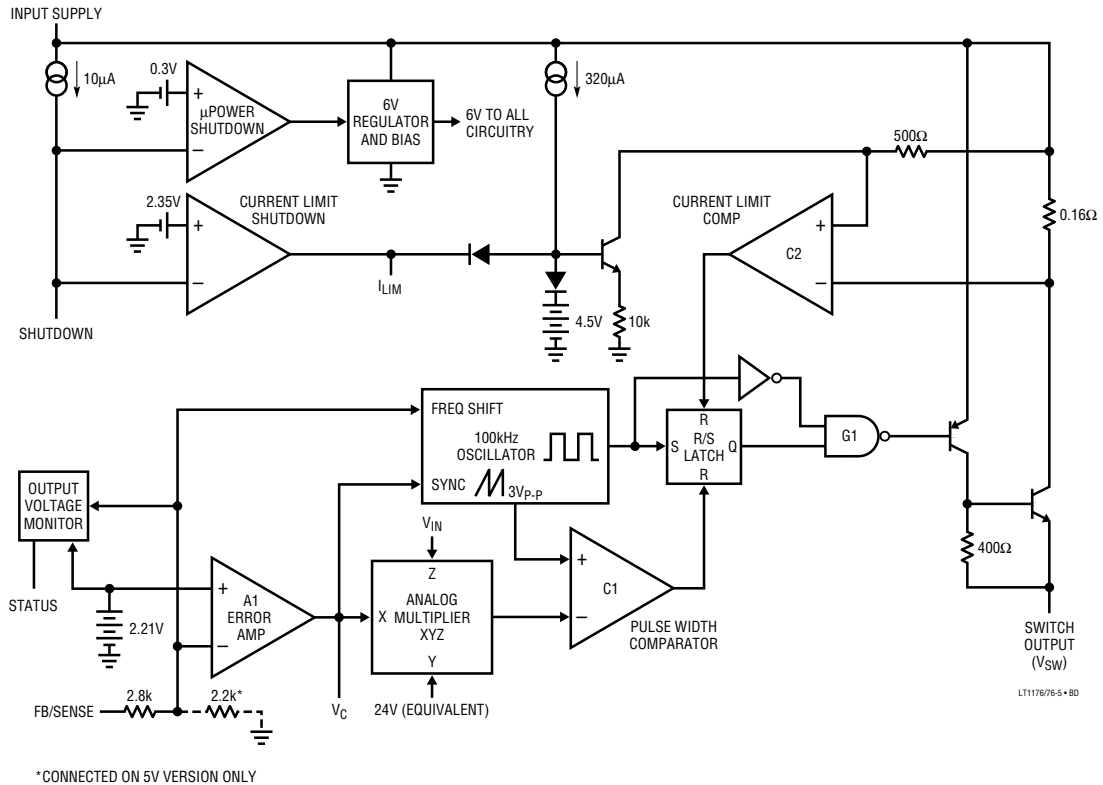 INPUT SUPPLY
10µA
0.3V
+
µPOWER
SHUTDOWN
–
6V
REGULATOR
AND BIAS
6V TO ALL
CIRCUITRY
320µA
500Ω
0.16Ω
2.35V
+
CURRENT LIMIT
SHUTDOWN
–
ILIM
SHUTDOWN
4.5V
10k
CURRENT LIMIT
COMP
+
C2
–
FREQ SHIFT
100kHz
OSCILLATOR
SYNC
3VP-P
R
R/S
S LATCH Q
R
G1
OUTPUT
VOLTAGE
MONITOR
STATUS
2.21V
+
A1
ERROR
AMP
–
VIN
Z
ANALOG
X MULTIPLIER
XYZ
Y
+
C1
–
PULSE WIDTH
COMPARATOR
400Ω
SWITCH
OUTPUT
(VSW)
LT1176/76-5 • BD
FB/SENSE
2.8k
2.2k*
VC
24V (EQUIVALENT)
*CONNECTED ON 5V VERSION ONLY